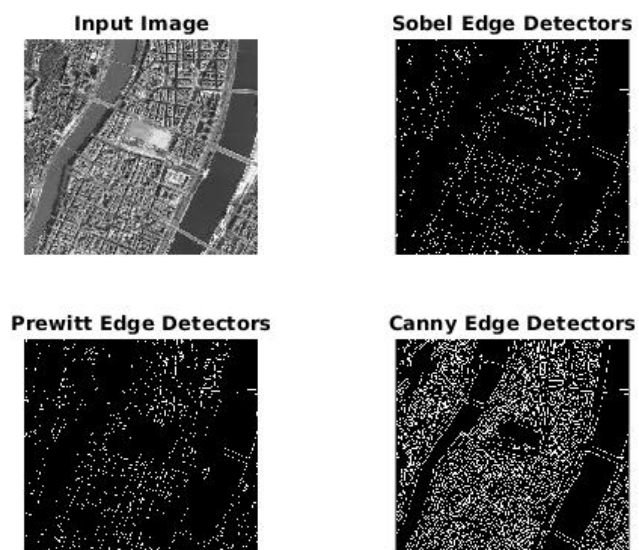 Input Image
Sobel Edge Detectors
Prewitt Edge Detectors
Canny Edge Detectors